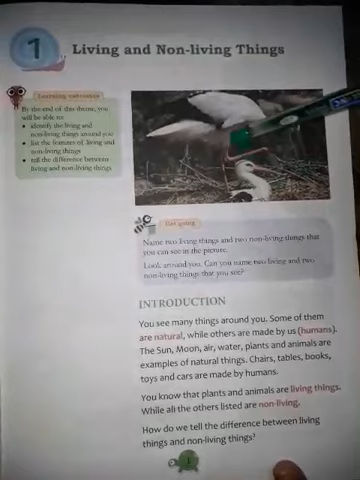 1
Living and Non-living Things
Learning outcomes
By the end of this theme, you
will be able to:
• identify the living and
non-living things around you
• list the features of living and
non-living things
• tell the difference between
living and non-living things
Get going
Name two living things and two non-living things that
you can see in the picture.
Look around you. Can you name two living and two
non-living things that you see?
INTRODUCTION
You see many things around you. Some of them
are natural, while others are made by us (humans).
The Sun, Moon, air, water, plants and animals are
examples of natural things. Chairs, tables, books,
toys and cars are made by humans.
You know that plants and animals are living things.
While all the others listed are non-living.
How do we tell the difference between living
things and non-living things?
1